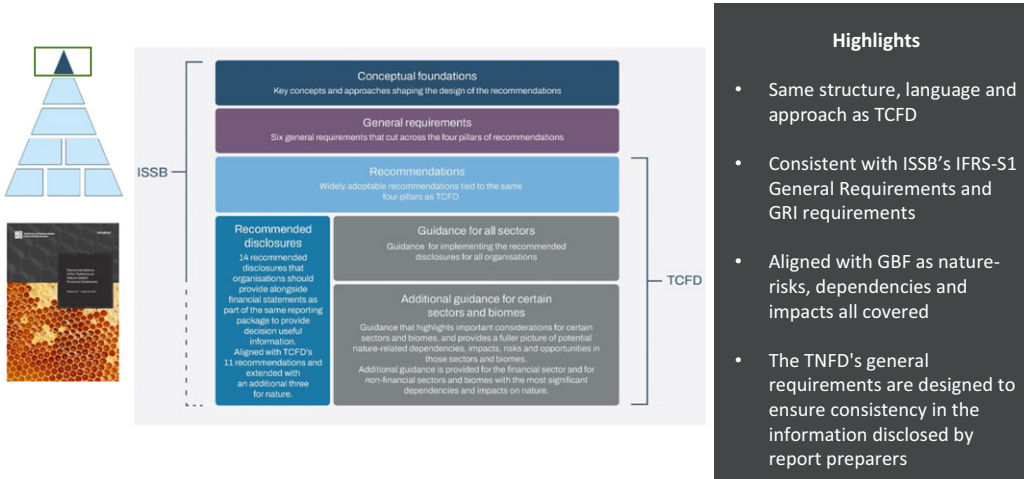 Conceptual foundations
Key concepts and approaches shaping the design of the recommendations
General requirements
Six general requirements that cut across the four pillars of recommendations
ISSB
Recommendations
Widely adoptable recommendations tied to the same
four pillars as TCFD
Recommended
disclosures
14 recommended
disclosures that
organisations should
provide alongside
financial statements as
part of the same reporting
package to provide
decision useful
information.
Aligned with TCFD's
11 recommendations and
extended with
an additional three
for nature.
Guidance for all sectors
Guidance for implementing the recommended
disclosures for all organisations
Additional guidance for certain
sectors and biomes
Guidance that highlights important considerations for certain
sectors and biomes, and provides a fuller picture of potential
nature-related dependencies, impacts, risks and opportunities in
those sectors and biomes.
Additional guidance is provided for the financial sector and for
non-financial sectors and biomes with the most significant
dependencies and impacts on nature.
TCFD
Highlights
• Same structure, language and
approach as TCFD
• Consistent with ISSB's IFRS-S1
General Requirements and
GRI requirements
• Aligned with GBF as nature-
risks, dependencies and
impacts all covered
• The TNFD's general
requirements are designed to
ensure consistency in the
information disclosed by
report preparers